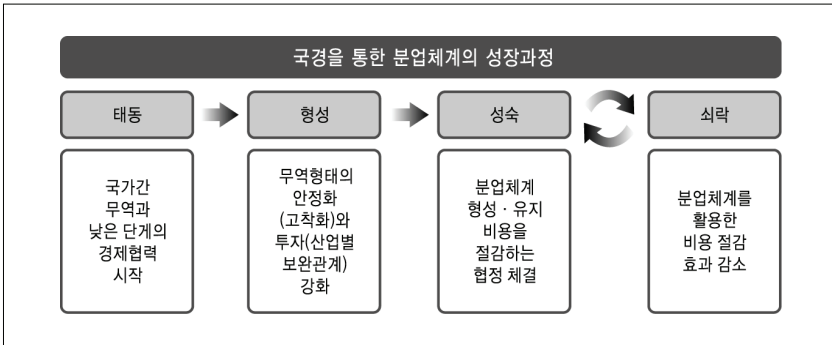 국경을 통한 분업체계의 성장과정
태동
형성
성숙
쇠락
국가간
무역과
낮은 단계의
경제협력
시작
무역형태의
안정화
(고착화)와
투자(산업별
보완관계)
강화
분업체계
형성 · 유지
비용을
절감하는
협정 체결
분업체계를
활용한
비용 절감
효과 감소